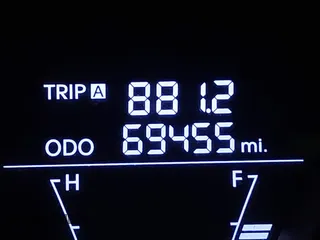 TRIP A 881.2
ODO 69455 mi.
H F